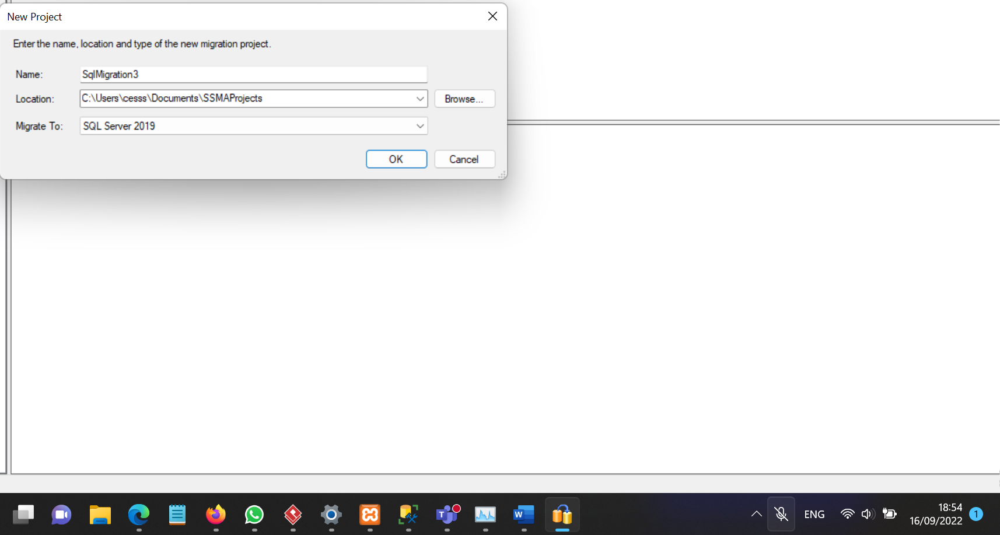 New Project
Enter the name, location and type of the new migration project.
Name: SqlMigration3
Location: C:\Users\cesss\Documents\SSMAProjects Browse...
Migrate To: SQL Server 2019
OK Cancel
T W ENG 18:54 1
16/09/2022